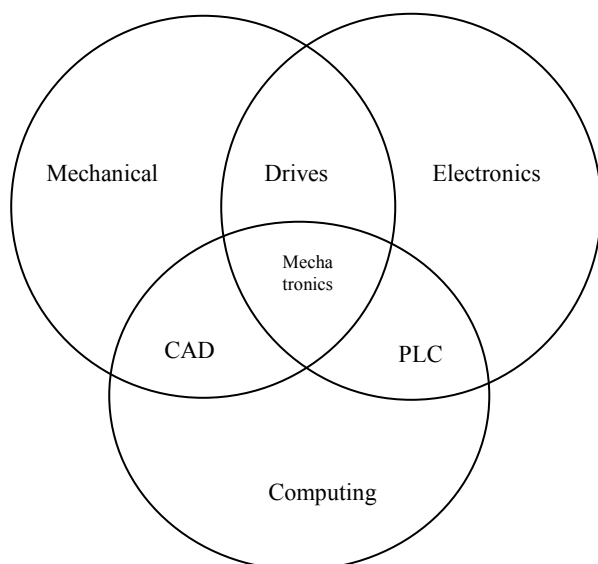 Mechanical
Drives
Electronics
Mecha
tronics
CAD
PLC
Computing